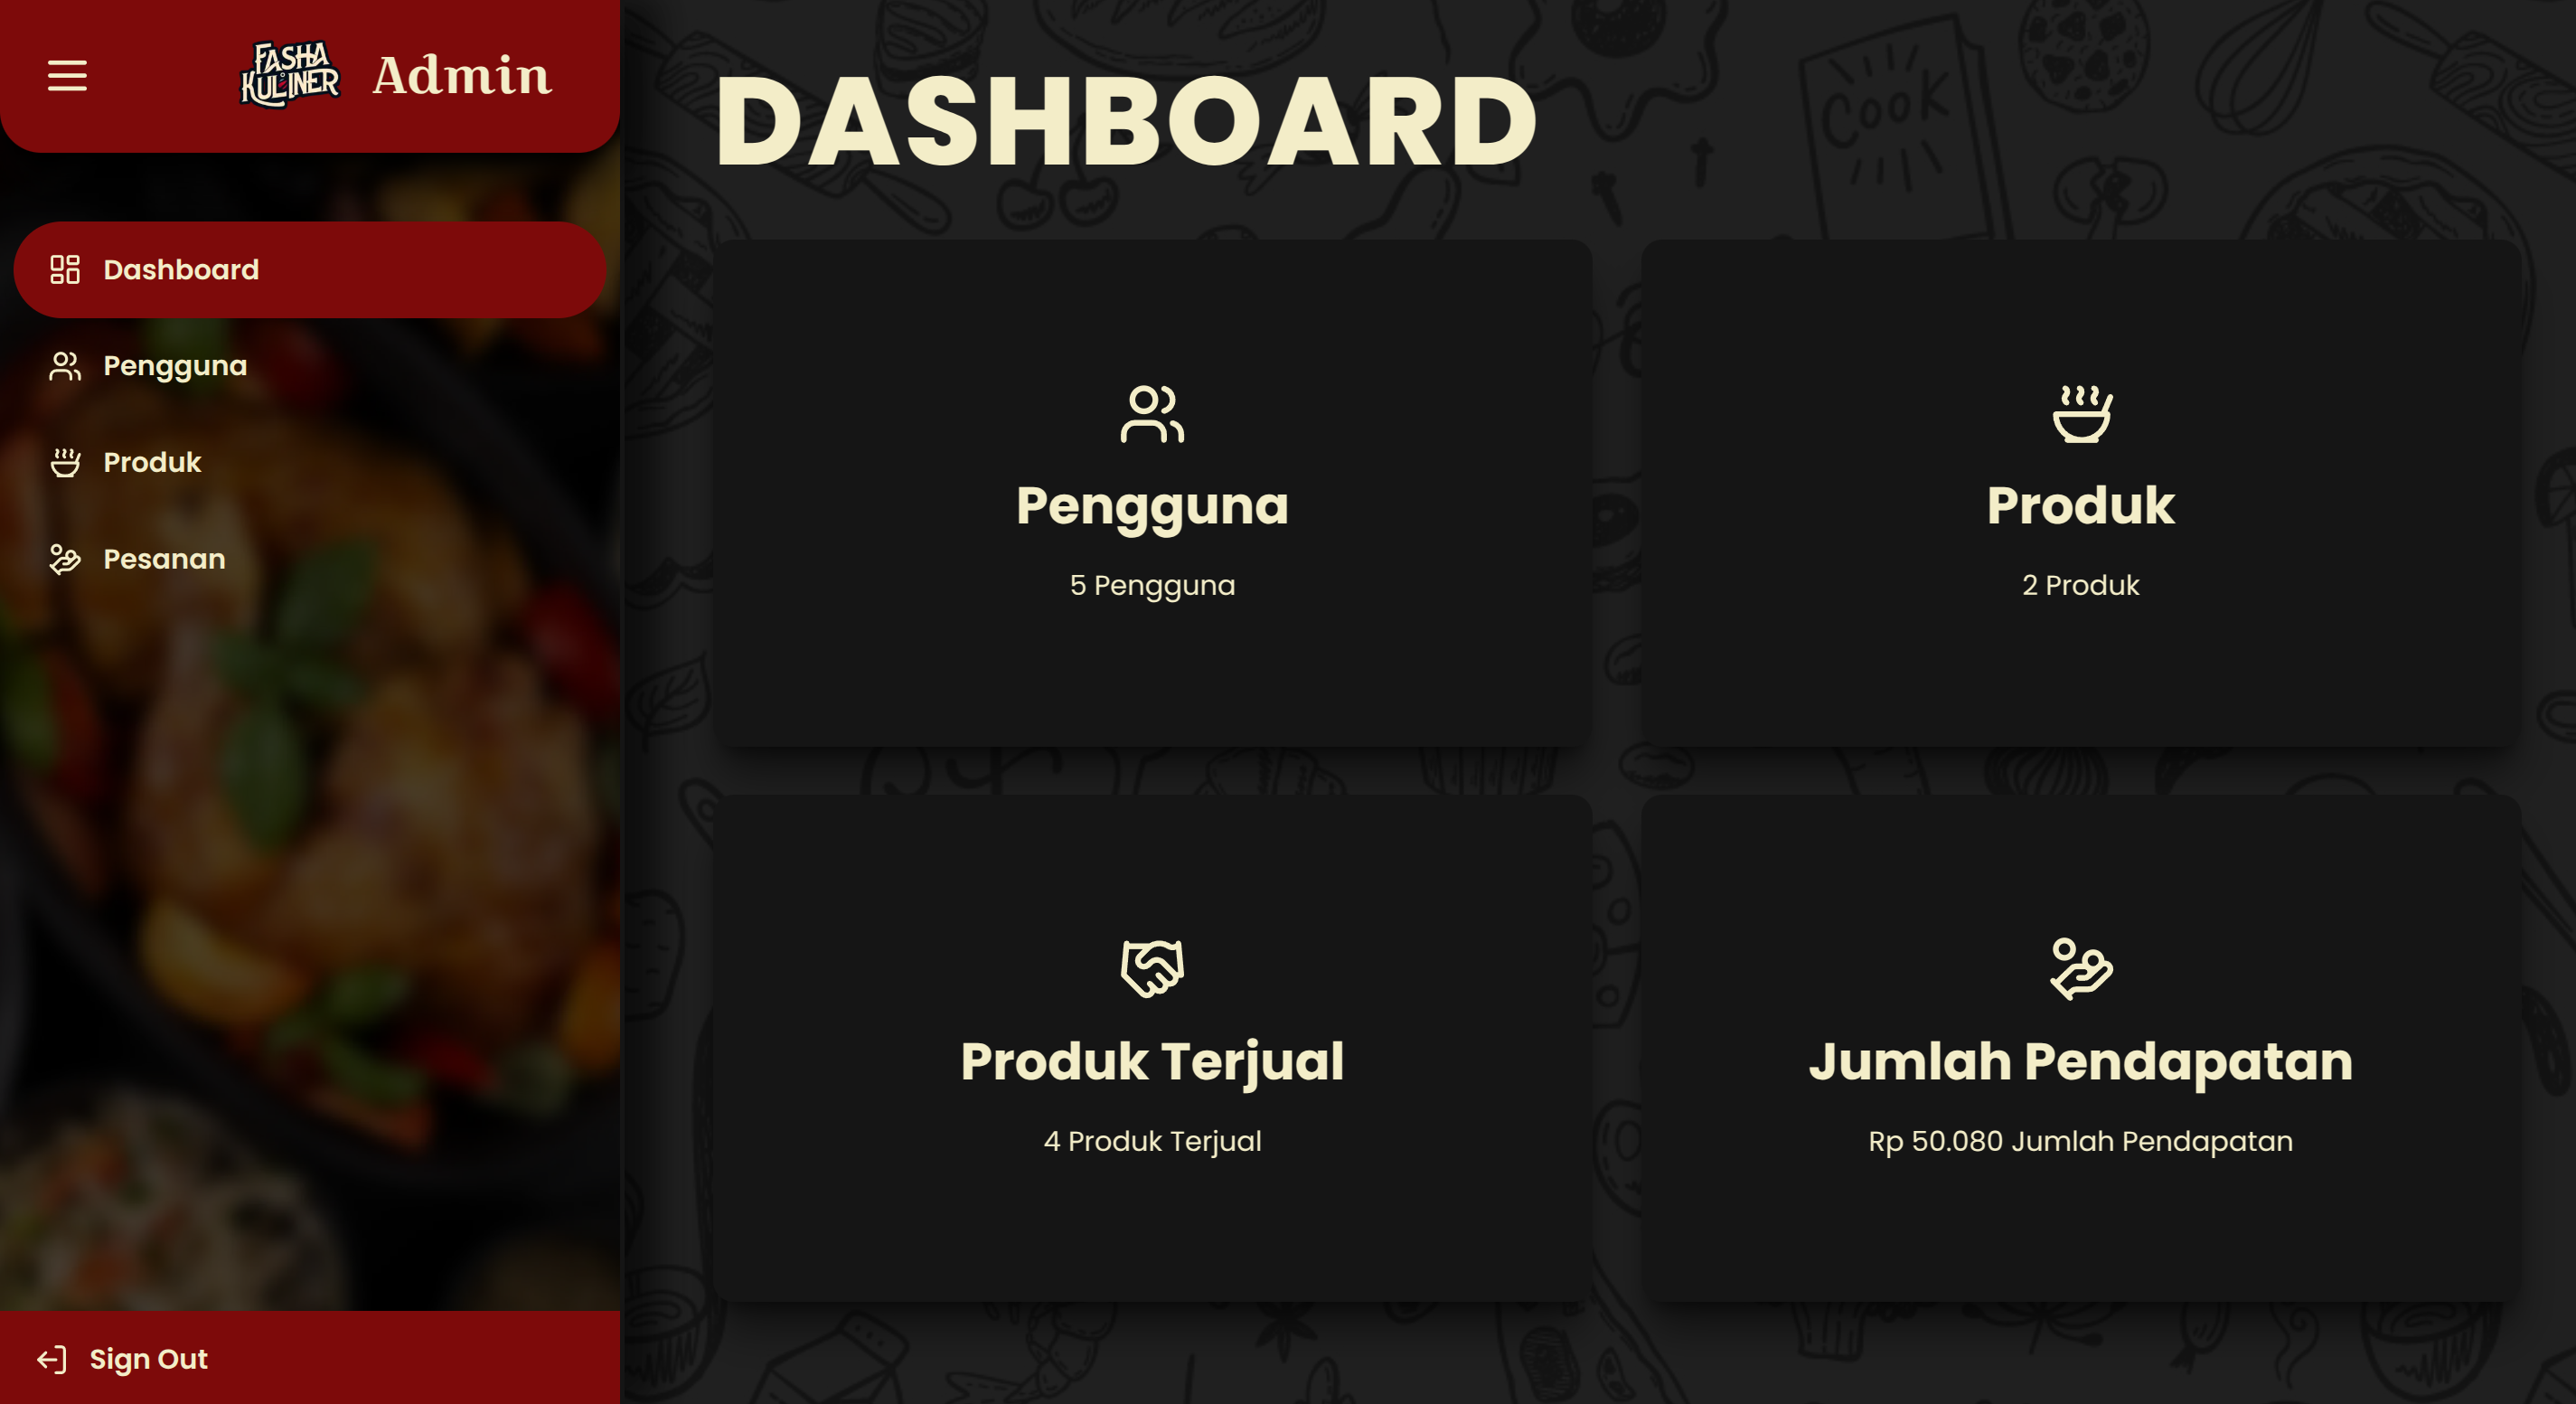 FASHA
KULINER
Admin
Dashboard
Pengguna
Produk
Pesanan
Sign Out
DASHBOARD
Cook
Pengguna
5 Pengguna
Produk
2 Produk
Produk Terjual
4 Produk Terjual
Jumlah Pendapatan
Rp 50.080 Jumlah Pendapatan